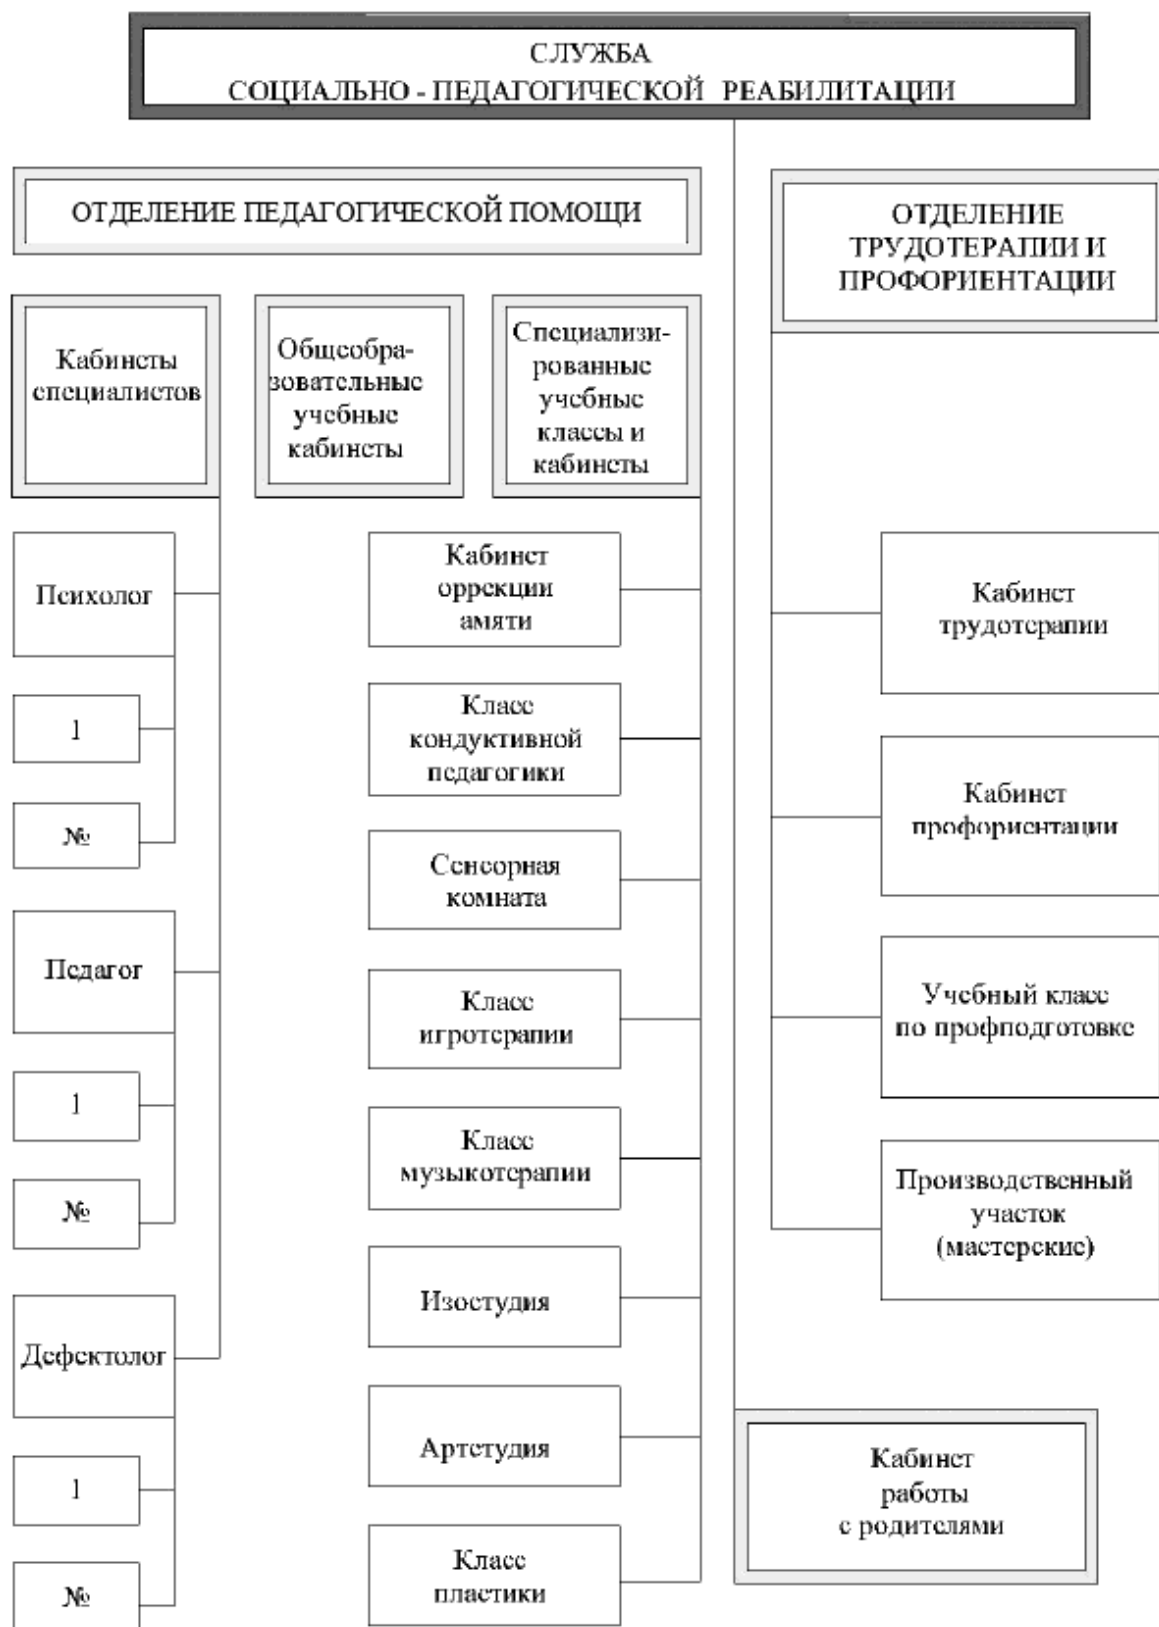 СЛУЖБА
СОЦИАЛЬНО - ПЕДАГОГИЧЕСКОЙ РЕАБИЛИТАЦИИ
ОТДЕЛЕНИЕ ПЕДАГОГИЧЕСКОЙ ПОМОЩИ
ОТДЕЛЕНИЕ
ТРУДОТЕРАПИИ И
ПРОФОРИЕНТАЦИИ
Кабинеты
специалистов
Общеобра-
зовательные
учебные
кабинеты
Специализи-
рованные
учебные
классы и
кабинеты
Психолог
1
№
Педагог
1
№
Дефектолог
1
№
Кабинет
оррекции
амяти
Класс
кондуктивной
педагогики
Сенсорная
комната
Класс
игротерапии
Класс
музыкотерапии
Изостудия
Артстудия
Класс
пластики
Кабинет
трудотерапии
Кабинет
профориентации
Учебный класс
по профподготовке
Производственный
участок
(мастерские)
Кабинет
работы
с родителями